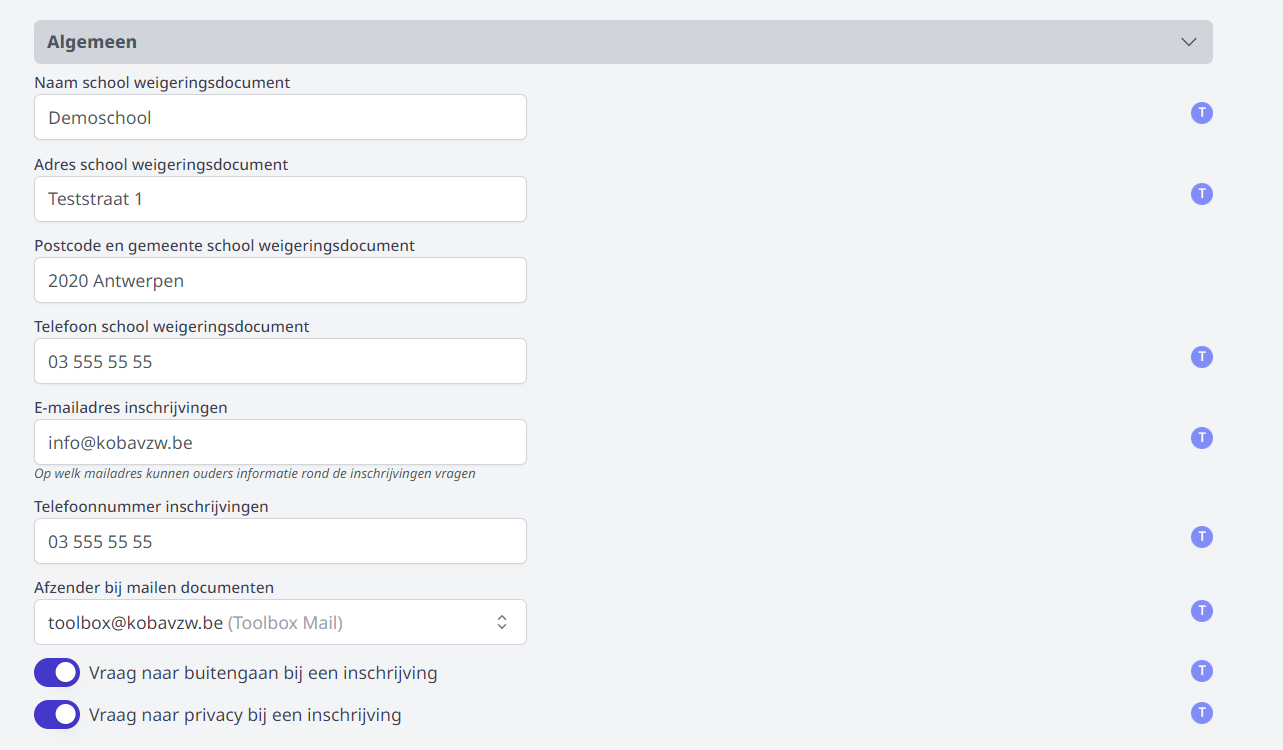 Algemeen
Naam school weigeringsdocument
Demoschool
T
Adres school weigeringsdocument
Teststraat 1
T
Postcode en gemeente school weigeringsdocument
2020 Antwerpen
Telefoon school weigeringsdocument
03 555 55 55
T
E-mailadres inschrijvingen
info@kobavzw.be
T
Op welk mailadres kunnen ouders informatie rond de inschrijvingen vragen
Telefoonnummer inschrijvingen
03 555 55 55
T
Afzender bij mailen documenten
toolbox@kobavzw.be (Toolbox Mail)
T
Vraag naar buitengaan bij een inschrijving
T
Vraag naar privacy bij een inschrijving
T